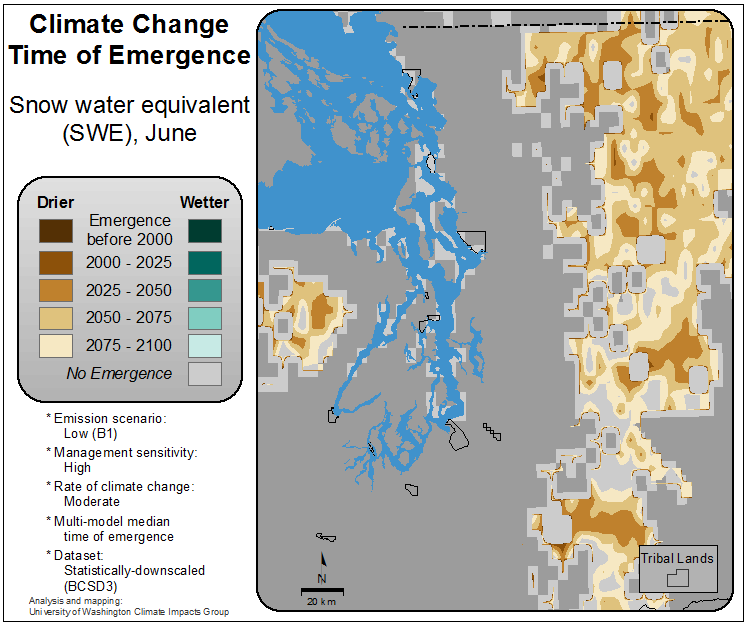 Climate Change
Time of Emergence
Snow water equivalent
(SWE), June
Drier Wetter
Emergence
before 2000
2000 - 2025
2025 - 2050
2050 - 2075
2075 - 2100
No Emergence
* Emission scenario:
Low (B1)
* Management sensitivity:
High
* Rate of climate change:
Moderate
* Multi-model median
time of emergence
* Dataset:
Statistically-downscaled
(BCSD3)
Analysis and mapping:
University of Washington Climate Impacts Group
N
20 km
Tribal Lands